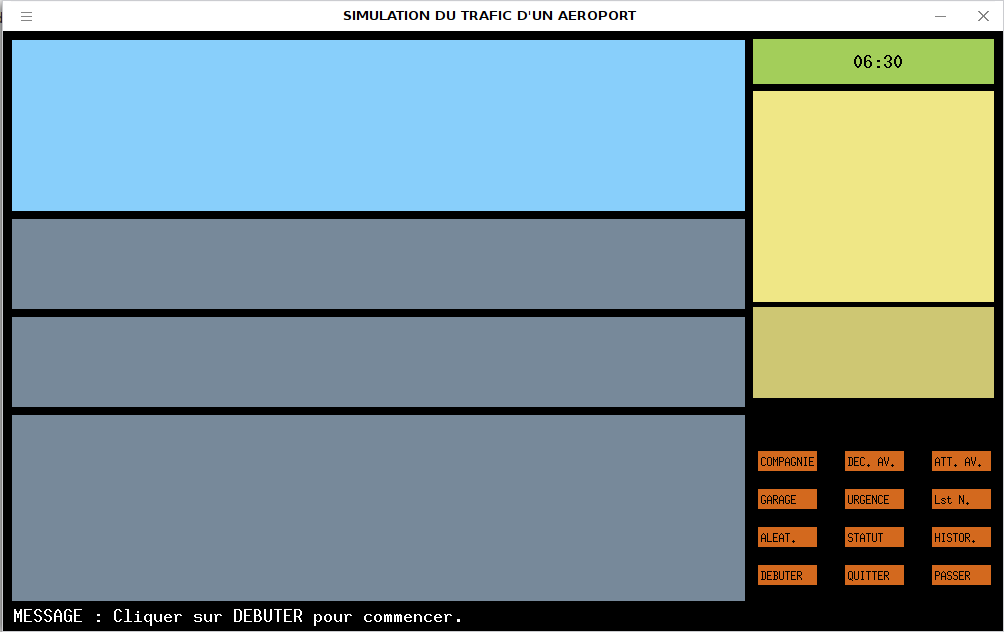 SIMULATION DU TRAFIC D'UN AEROPORT
06:30
COMPAGNIE DEC. AV. ATT. AV.
GARAGE URGENCE Lst N.
ALEAT. STATUT HISTOR.
DEBUTER QUITTER PASSER
MESSAGE : Cliquer sur DEBUTER pour commencer.